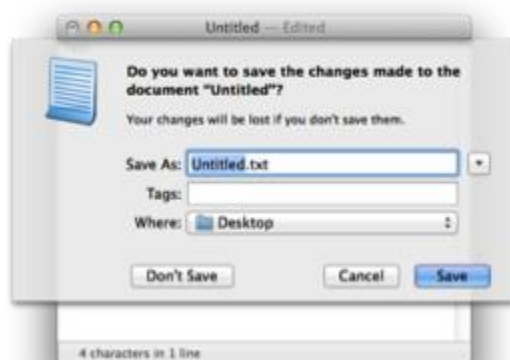 Untitled — Edited
Do you want to save the changes made to the
document "Untitled"?
Your changes will be lost if you don't save them.
Save As: Untitled.txt
Tags:
Where: Desktop
Don't Save Cancel Save
4 characters in 1 line